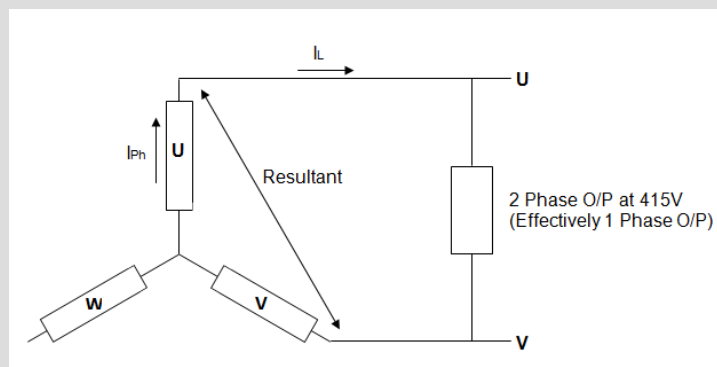 IL
U
IPh
U
Resultant
2 Phase O/P at 415V
(Effectively 1 Phase O/P)
W
V
V